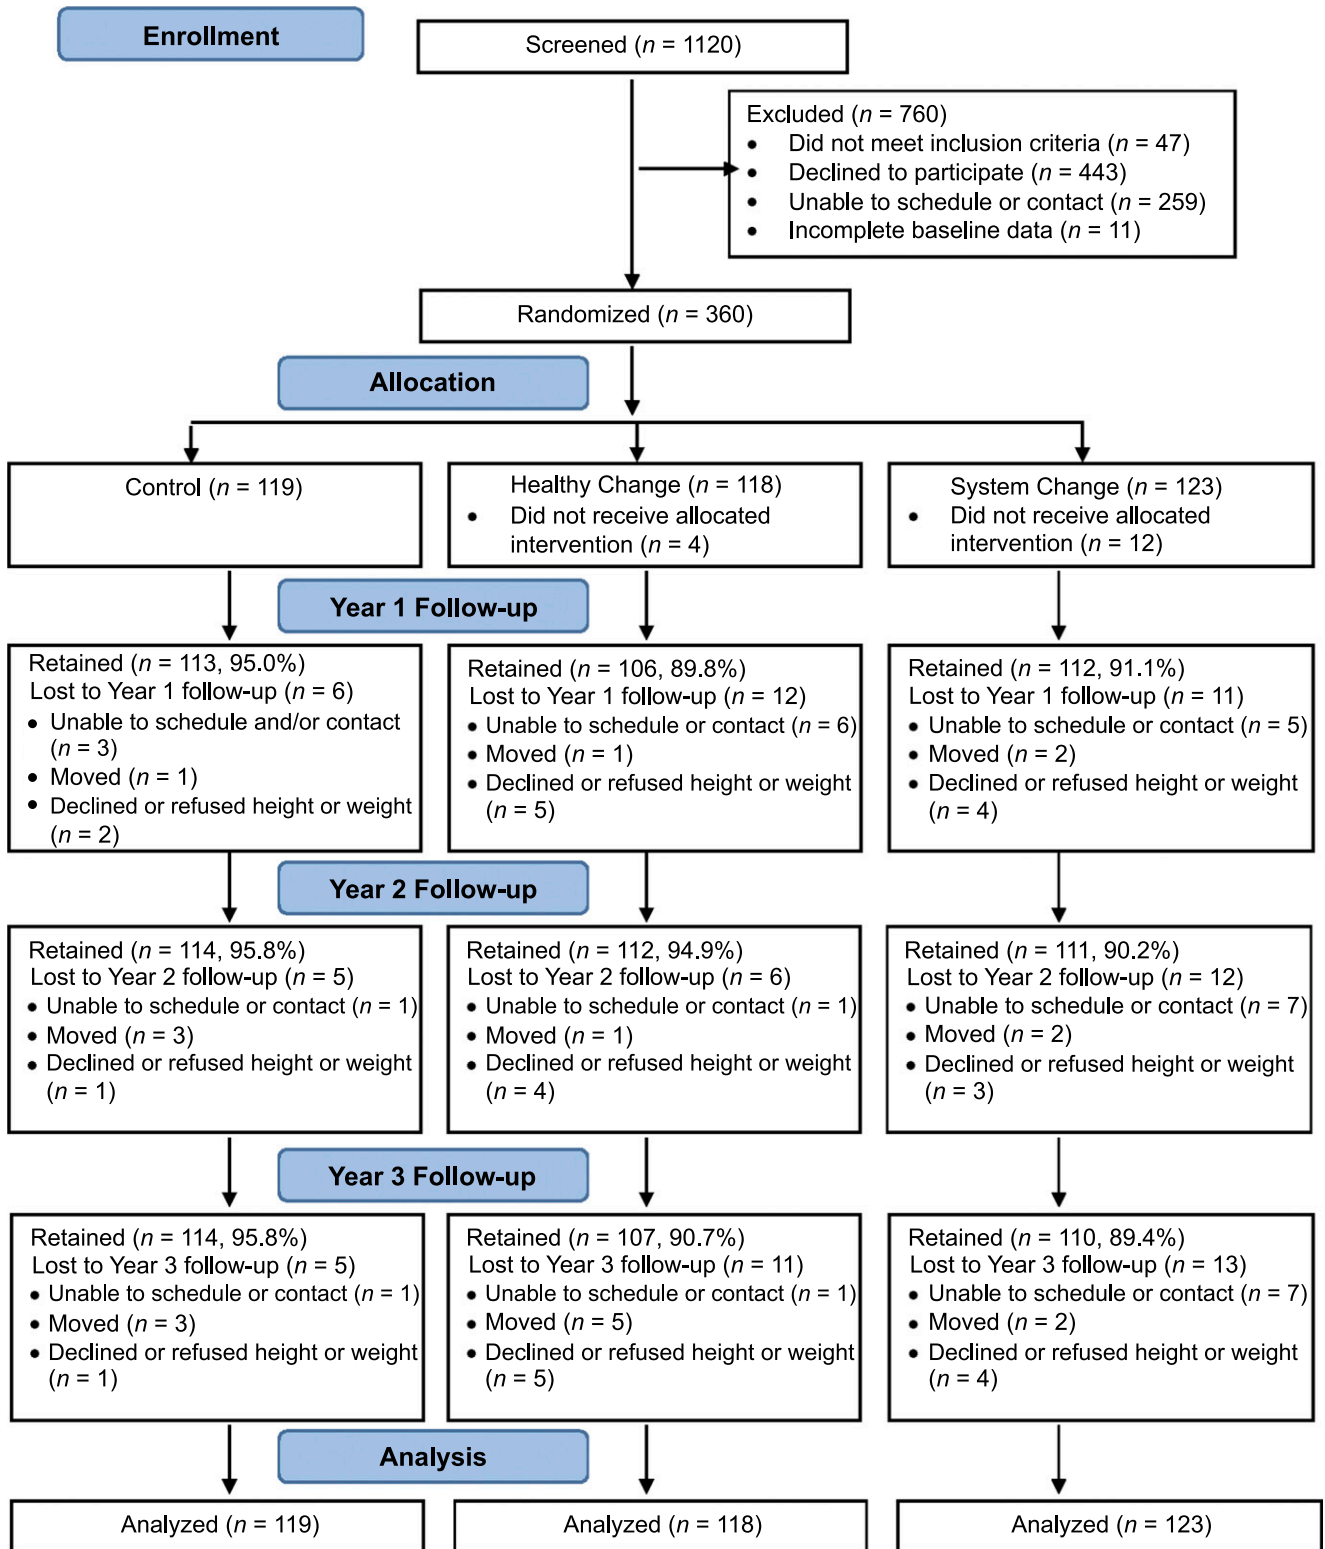 Enrollment
Screened (n = 1120)
Excluded (n = 760)
• Did not meet inclusion criteria (n = 47)
• Declined to participate (n = 443)
• Unable to schedule or contact (n = 259)
• Incomplete baseline data (n = 11)
Randomized (n = 360)
Allocation
Control (n = 119)
Healthy Change (n = 118)
• Did not receive allocated
intervention (n = 4)
System Change (n = 123)
• Did not receive allocated
intervention (n = 12)
Year 1 Follow-up
Retained (n = 113, 95.0%)
Lost to Year 1 follow-up (n = 6)
• Unable to schedule and/or contact
(n = 3)
• Moved (n = 1)
• Declined or refused height or weight
(n = 2)
Retained (n = 106, 89.8%)
Lost to Year 1 follow-up (n = 12)
• Unable to schedule or contact (n = 6)
• Moved (n = 1)
• Declined or refused height or weight
(n = 5)
Retained (n = 112, 91.1%)
Lost to Year 1 follow-up (n = 11)
• Unable to schedule or contact (n = 5)
• Moved (n = 2)
• Declined or refused height or weight
(n = 4)
Year 2 Follow-up
Retained (n = 114, 95.8%)
Lost to Year 2 follow-up (n = 5)
• Unable to schedule or contact (n = 1)
• Moved (n = 3)
• Declined or refused height or weight
(n = 1)
Retained (n = 112, 94.9%)
Lost to Year 2 follow-up (n = 6)
• Unable to schedule or contact (n = 1)
• Moved (n = 1)
• Declined or refused height or weight
(n = 4)
Retained (n = 111, 90.2%)
Lost to Year 2 follow-up (n = 12)
• Unable to schedule or contact (n = 7)
• Moved (n = 2)
• Declined or refused height or weight
(n = 3)
Year 3 Follow-up
Retained (n = 114, 95.8%)
Lost to Year 3 follow-up (n = 5)
• Unable to schedule or contact (n = 1)
• Moved (n = 3)
• Declined or refused height or weight
(n = 1)
Retained (n = 107, 90.7%)
Lost to Year 3 follow-up (n = 11)
• Unable to schedule or contact (n = 1)
• Moved (n = 5)
• Declined or refused height or weight
(n = 5)
Retained (n = 110, 89.4%)
Lost to Year 3 follow-up (n = 13)
• Unable to schedule or contact (n = 7)
• Moved (n = 2)
• Declined or refused height or weight
(n = 4)
Analysis
Analyzed (n = 119)
Analyzed (n = 118)
Analyzed (n = 123)